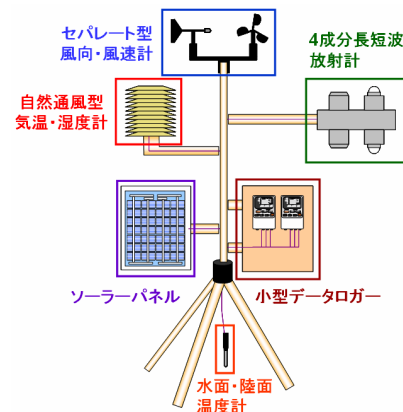 セパレート型
風向・風速計
4成分長短波
放射計
自然通風型
気温・湿度計
ソーラーパネル
小型データロガー
水面・陸面
温度計